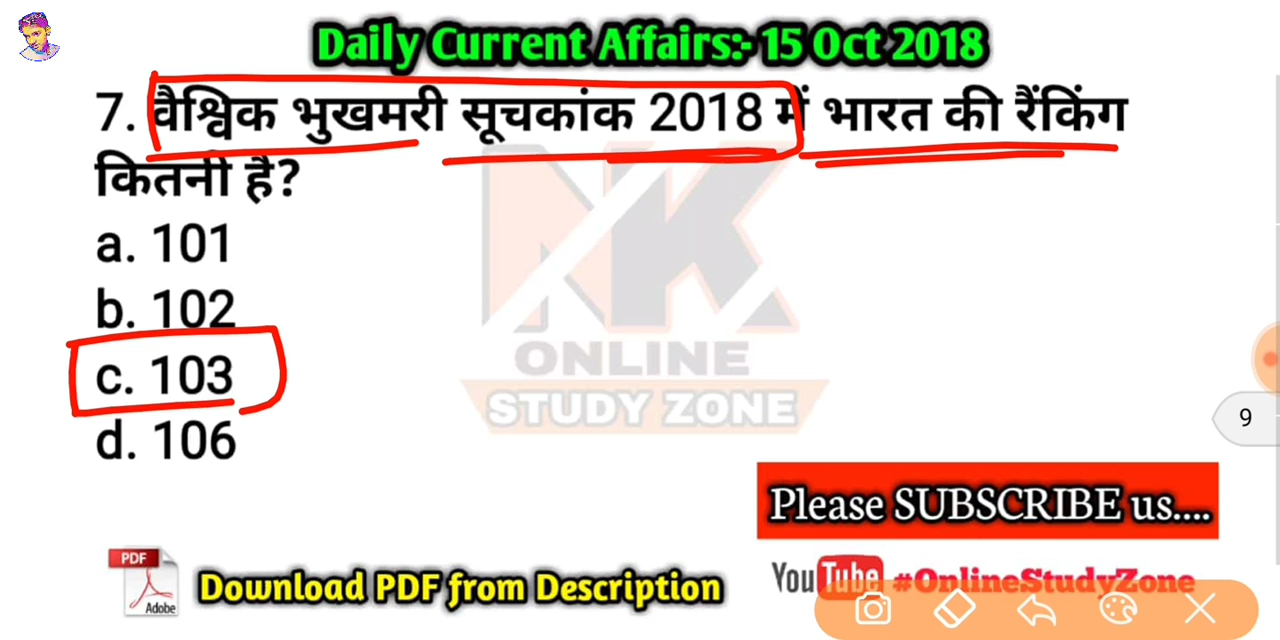 Daily Current Affairs:- 15 Oct 2018
7. वैश्विक भुखमरी सूचकांक 2018 में भारत की रैंकिंग
कितनी है?
a. 101
b. 102
c. 103
d. 106
NK
ONLINE
STUDY ZONE
9
Please SUBSCRIBE us....
PDF
Adobe
Download PDF from Description
YouTube #OnlineStudyZone